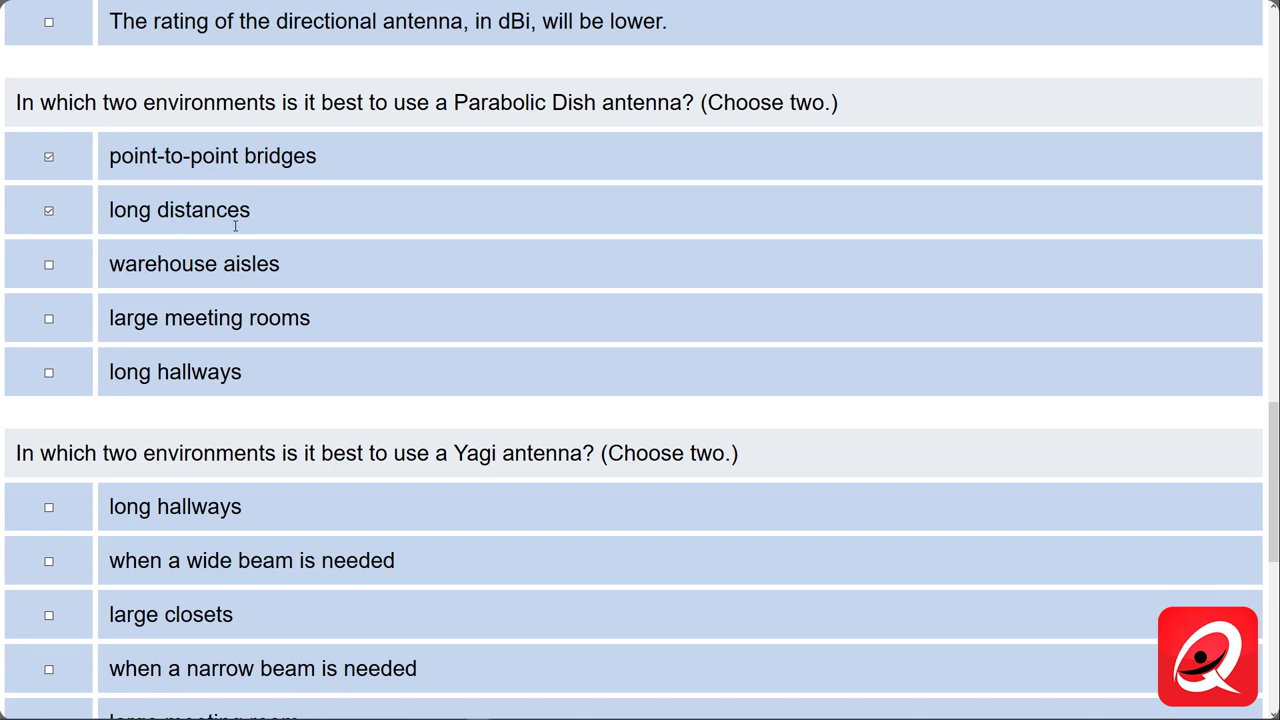 The rating of the directional antenna, in dBi, will be lower.
In which two environments is it best to use a Parabolic Dish antenna? (Choose two.)
point-to-point bridges
long distances
warehouse aisles
large meeting rooms
long hallways
In which two environments is it best to use a Yagi antenna? (Choose two.)
long hallways
when a wide beam is needed
large closets
when a narrow beam is needed
large meeting room